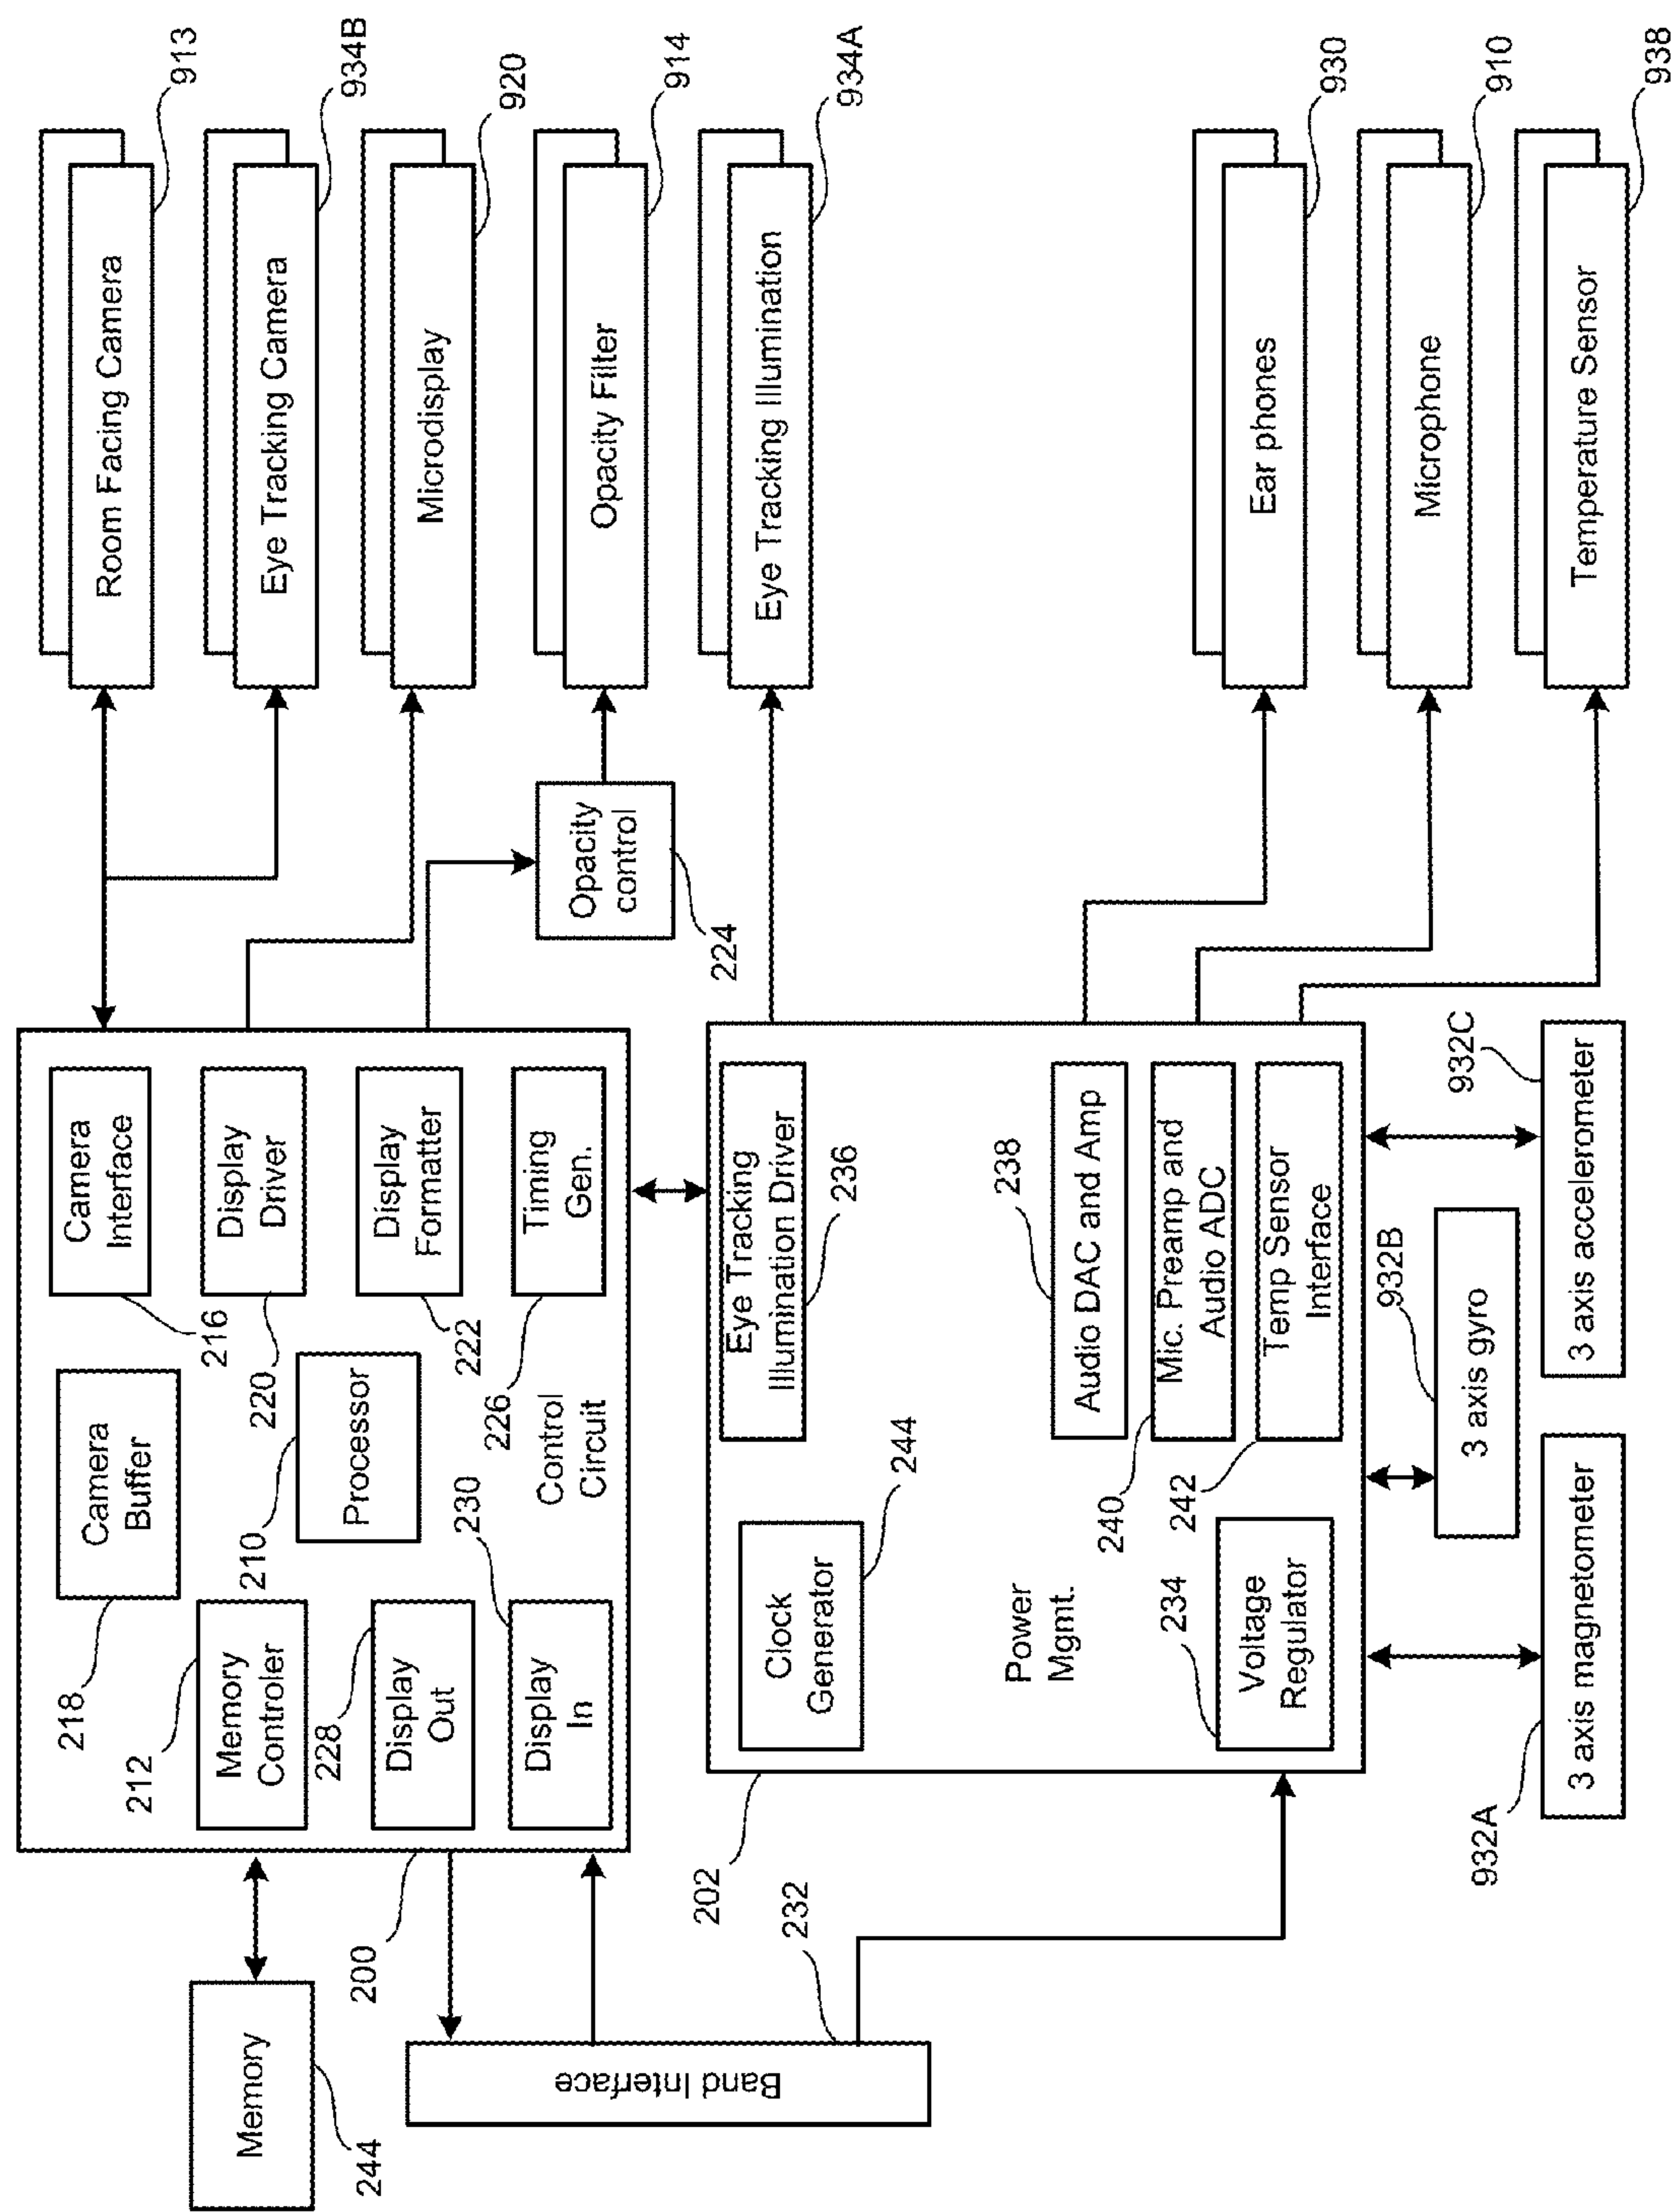 Memory
244
218
212
Memory
Controler
Camera
Buffer
Camera
Interface
216
Room Facing Camera
913
200
228
210
220
Display
Driver
Eye Tracking Camera
934B
Display
Out
Processor
222
Display
Formatter
Microdisplay
920
230
226
Display
In
Control
Circuit
Timing
Gen.
Opacity
control
224
Opacity Filter
914
Band Interface
232
202
Clock
Generator
244
Eye Tracking
Illumination Driver
236
Eye Tracking Illumination
934A
Power
Mgmt.
238
Audio DAC and Amp
240
Mic. Preamp and
Audio ADC
234
242
Voltage
Regulator
Temp Sensor
Interface
Ear phones
930
932B
932C
3 axis gyro
Microphone
910
932A
3 axis magnetometer
3 axis accelerometer
Temperature Sensor
938